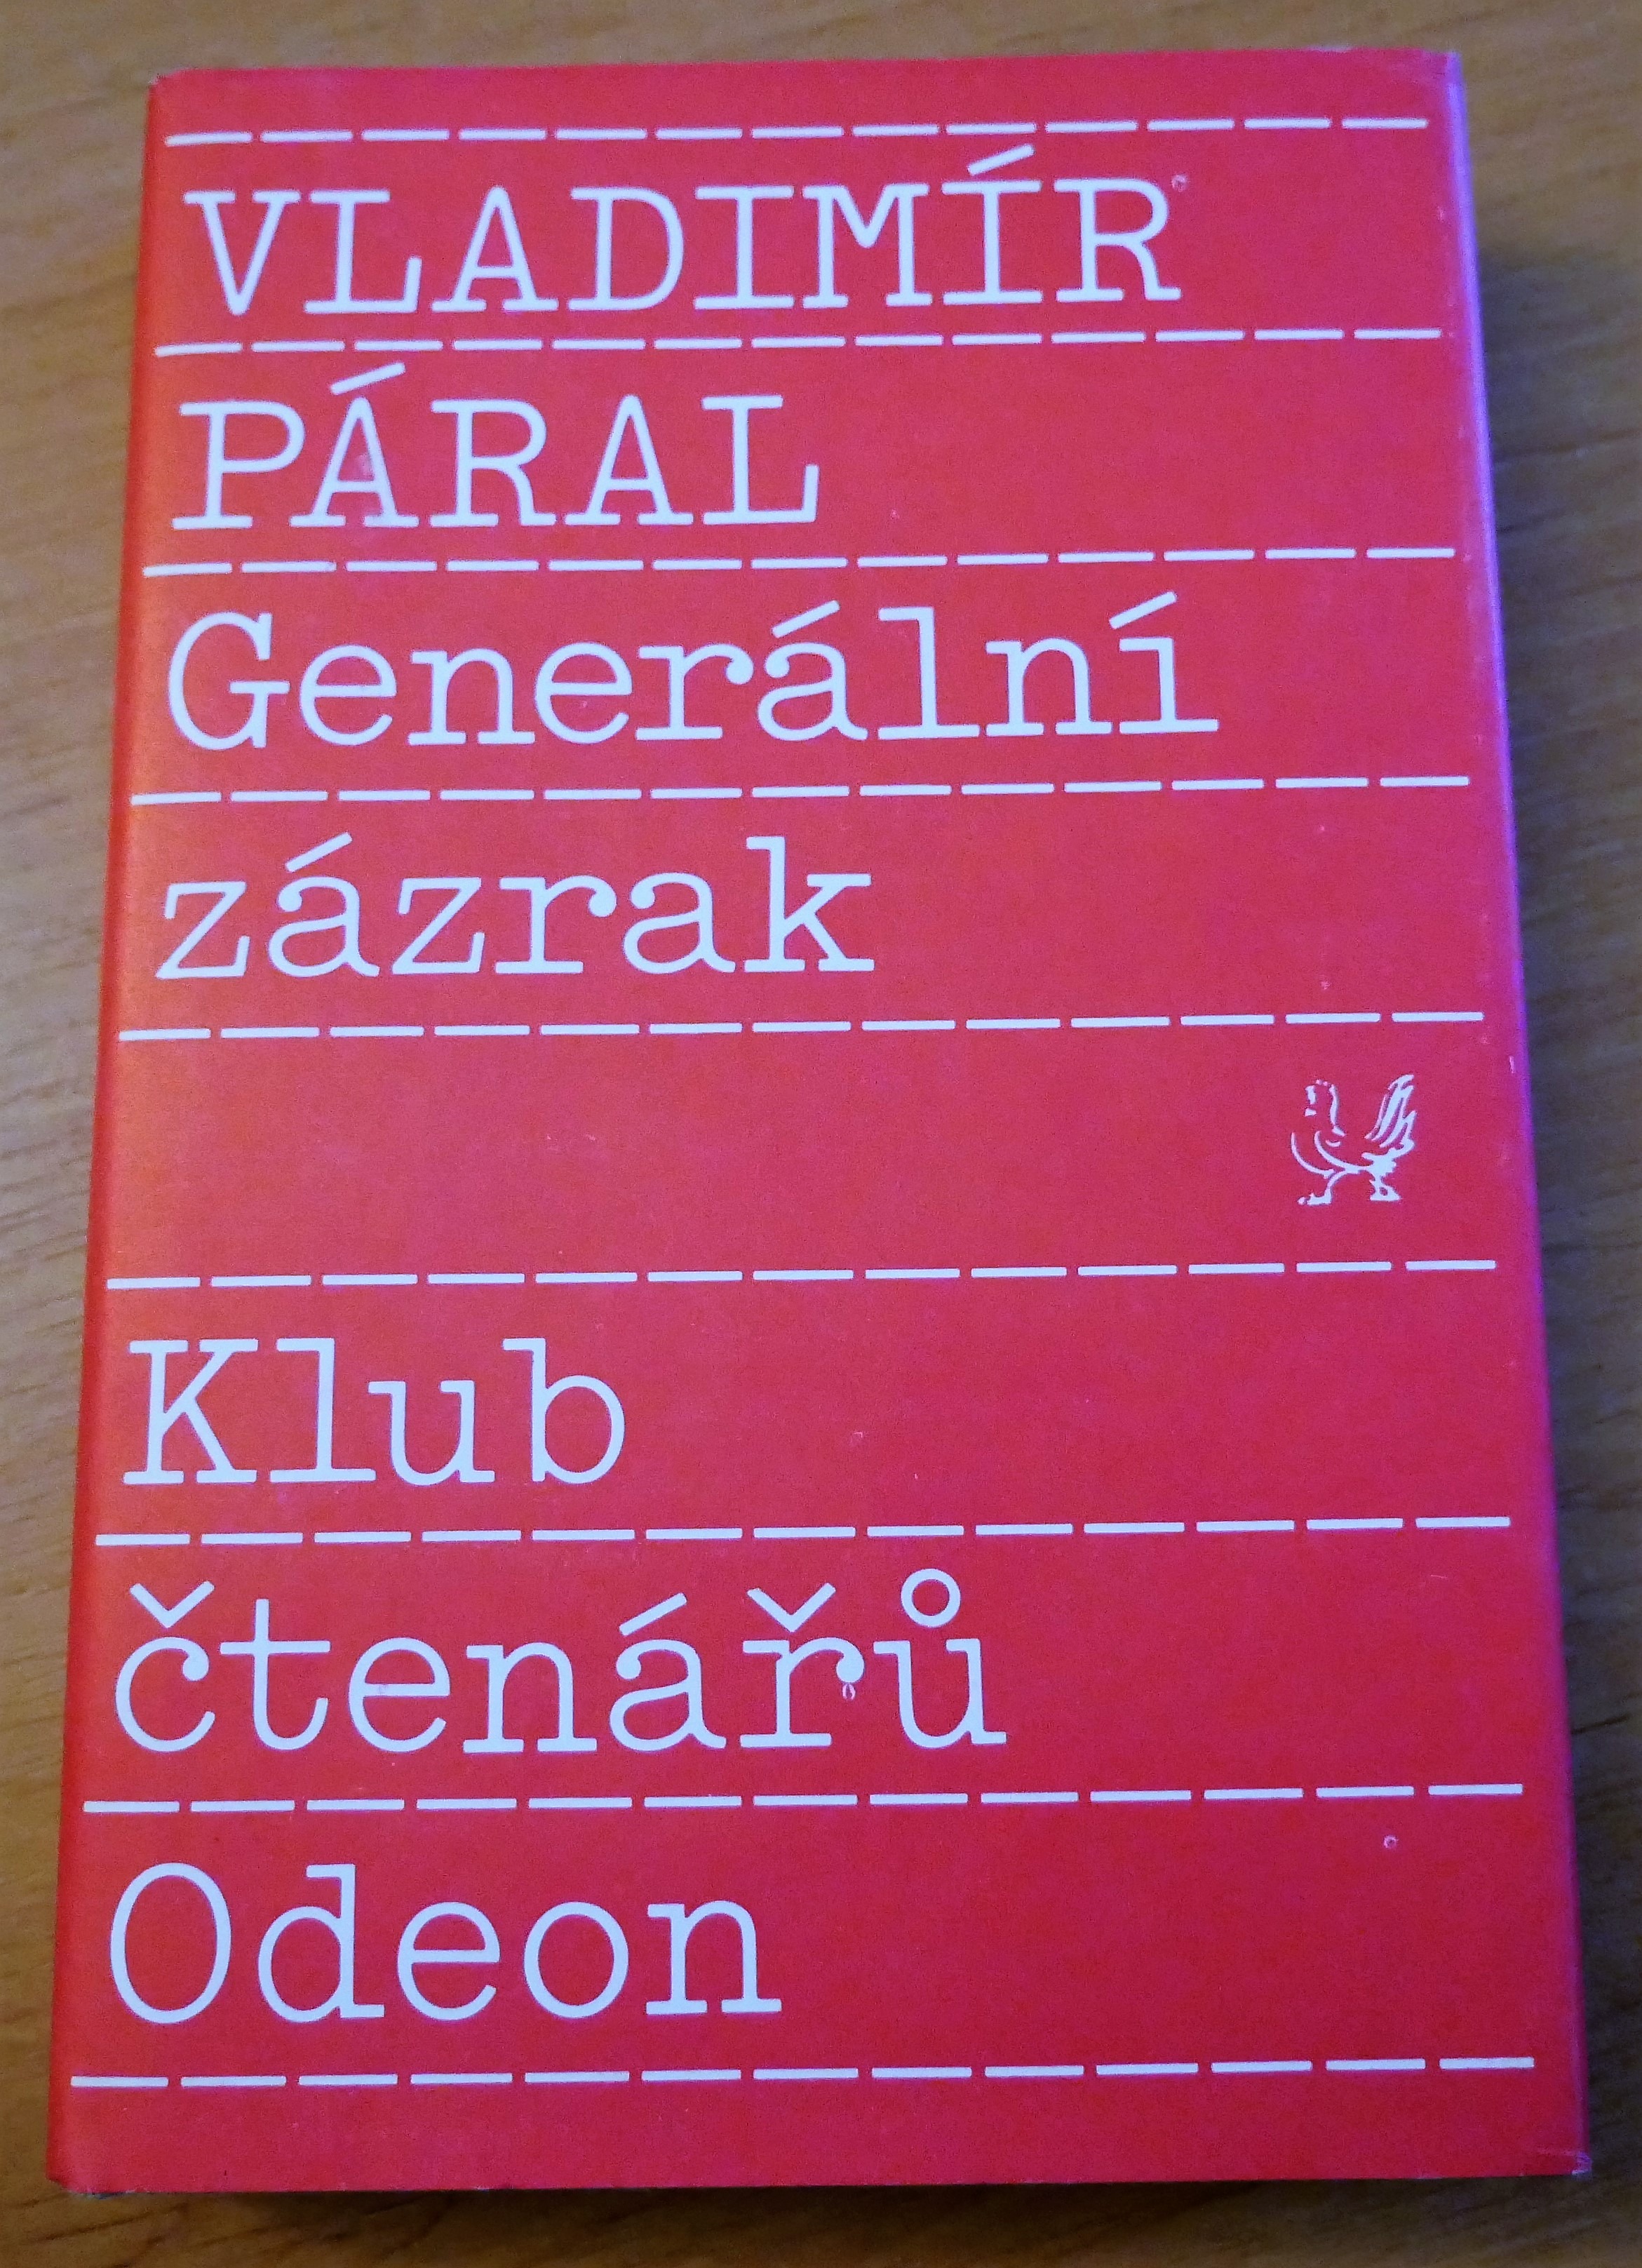 VLADIMÍR
PÁRAL
Generální
zázrak
Klub
čtenářů
Odeon